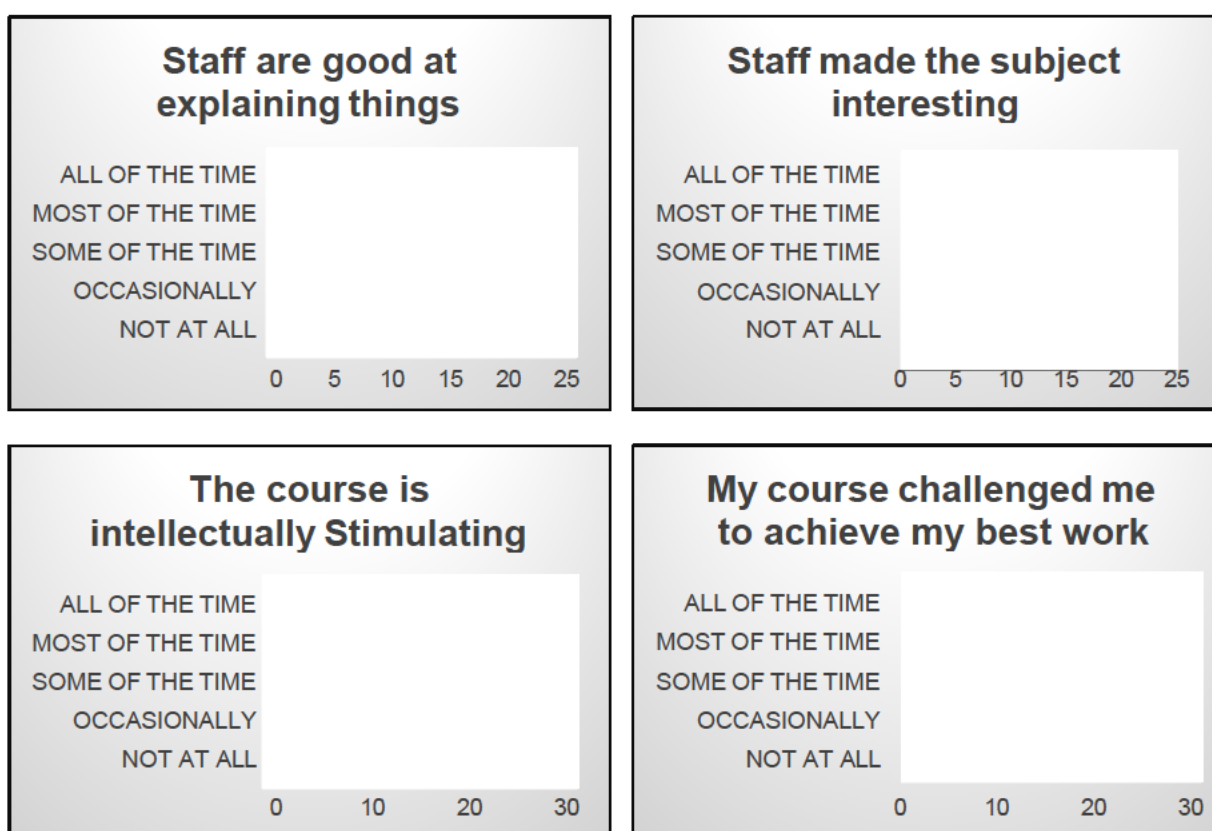 Staff are good at
explaining things
ALL OF THE TIME
MOST OF THE TIME
SOME OF THE TIME
OCCASIONALLY
NOT AT ALL
0 5 10 15 20 25
Staff made the subject
interesting
ALL OF THE TIME
MOST OF THE TIME
SOME OF THE TIME
OCCASIONALLY
NOT AT ALL
0 5 10 15 20 25
The course is
intellectually Stimulating
ALL OF THE TIME
MOST OF THE TIME
SOME OF THE TIME
OCCASIONALLY
NOT AT ALL
0 10 20 30
My course challenged me
to achieve my best work
ALL OF THE TIME
MOST OF THE TIME
SOME OF THE TIME
OCCASIONALLY
NOT AT ALL
0 10 20 30